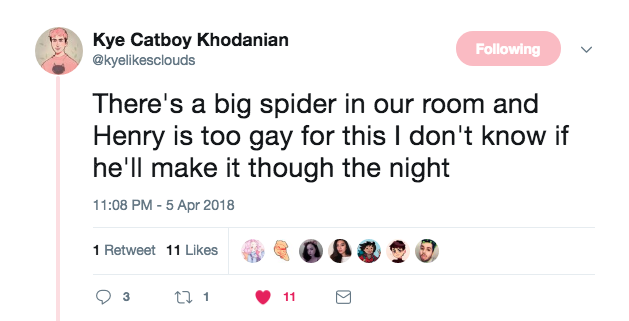 Kye Catboy Khodanian
@kyelikesclouds
Following
There's a big spider in our room and
Henry is too gay for this I don't know if
he'll make it though the night
11:08 PM - 5 Apr 2018
1 Retweet 11 Likes
3 1 11